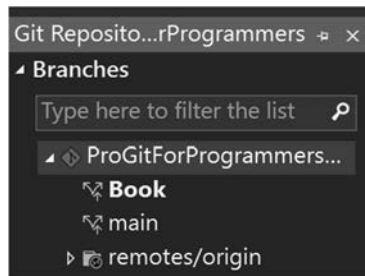 Git Reposito...rProgrammers
Branches
Type here to filter the list
ProGitForProgrammers...
Book
main
remotes/origin